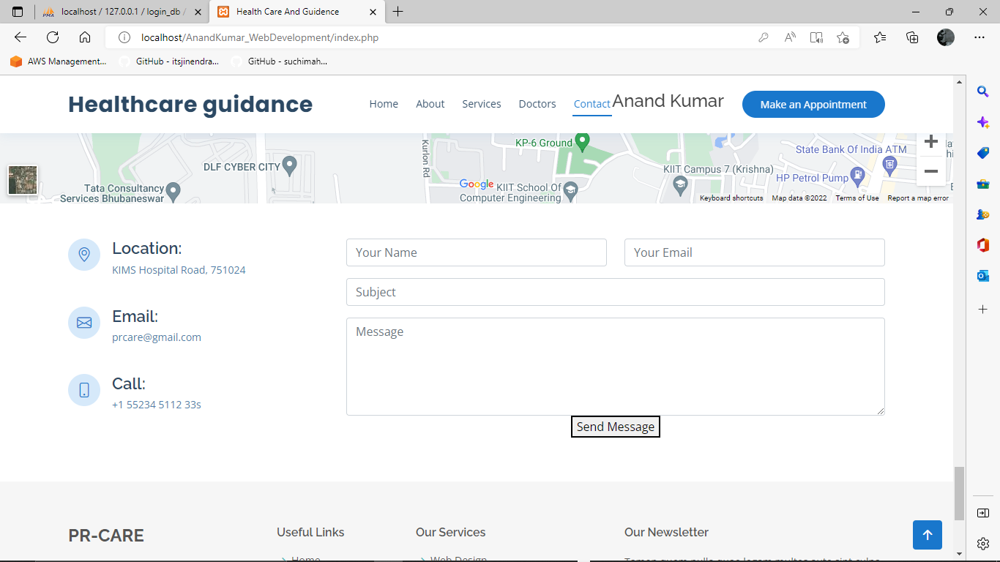 localhost / 127.0.0.1 / login_db /
Health Care And Guidence
localhost/AnandKumar_WebDevelopment/index.php
AWS Management...
GitHub - itsjinendra...
GitHub - suchimah...
Healthcare guidance
Home
About
Services
Doctors
Contact
Anand Kumar
Make an Appointment
KP-6 Ground
Kurlon Rd
State Bank Of India ATM
DLF CYBER CITY
KIIT Campus 7 (Krishna)
HP Petrol Pump
Tata Consultancy
Services Bhubaneswar
Google
KIIT School Of
Computer Engineering
Keyboard shortcuts
Map data ©2022
Terms of Use
Report a map error
Location:
KIMS Hospital Road, 751024
Email:
prcare@gmail.com
Call:
+1 55234 5112 33s
Your Name
Your Email
Subject
Message
Send Message
PR-CARE
Useful Links
Our Services
Our Newsletter
Home
Web Design